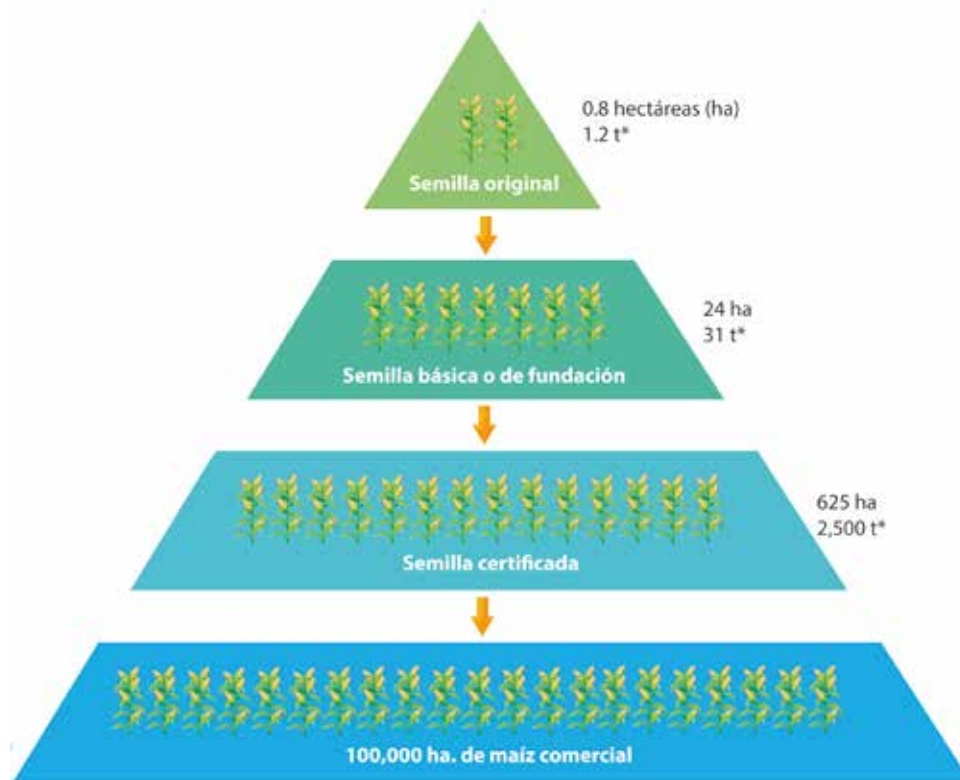 0.8 hectáreas (ha)
1.2 t*
Semilla original
24 ha
31 t*
Semilla básica o de fundación
625 ha
2,500 t*
Semilla certificada
100,000 ha. de maíz comercial